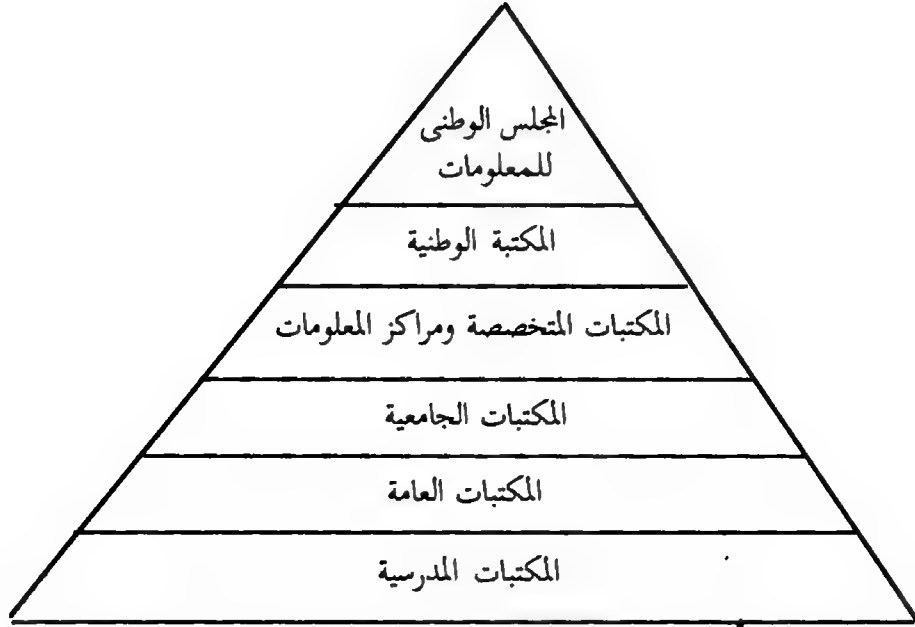 المجلس الوطنى
للمعلومات
المكتبة الوطنية
المكتبات المتخصصة ومراكز المعلومات
المكتبات الجامعية
المكتبات العامة
المكتبات المدرسية